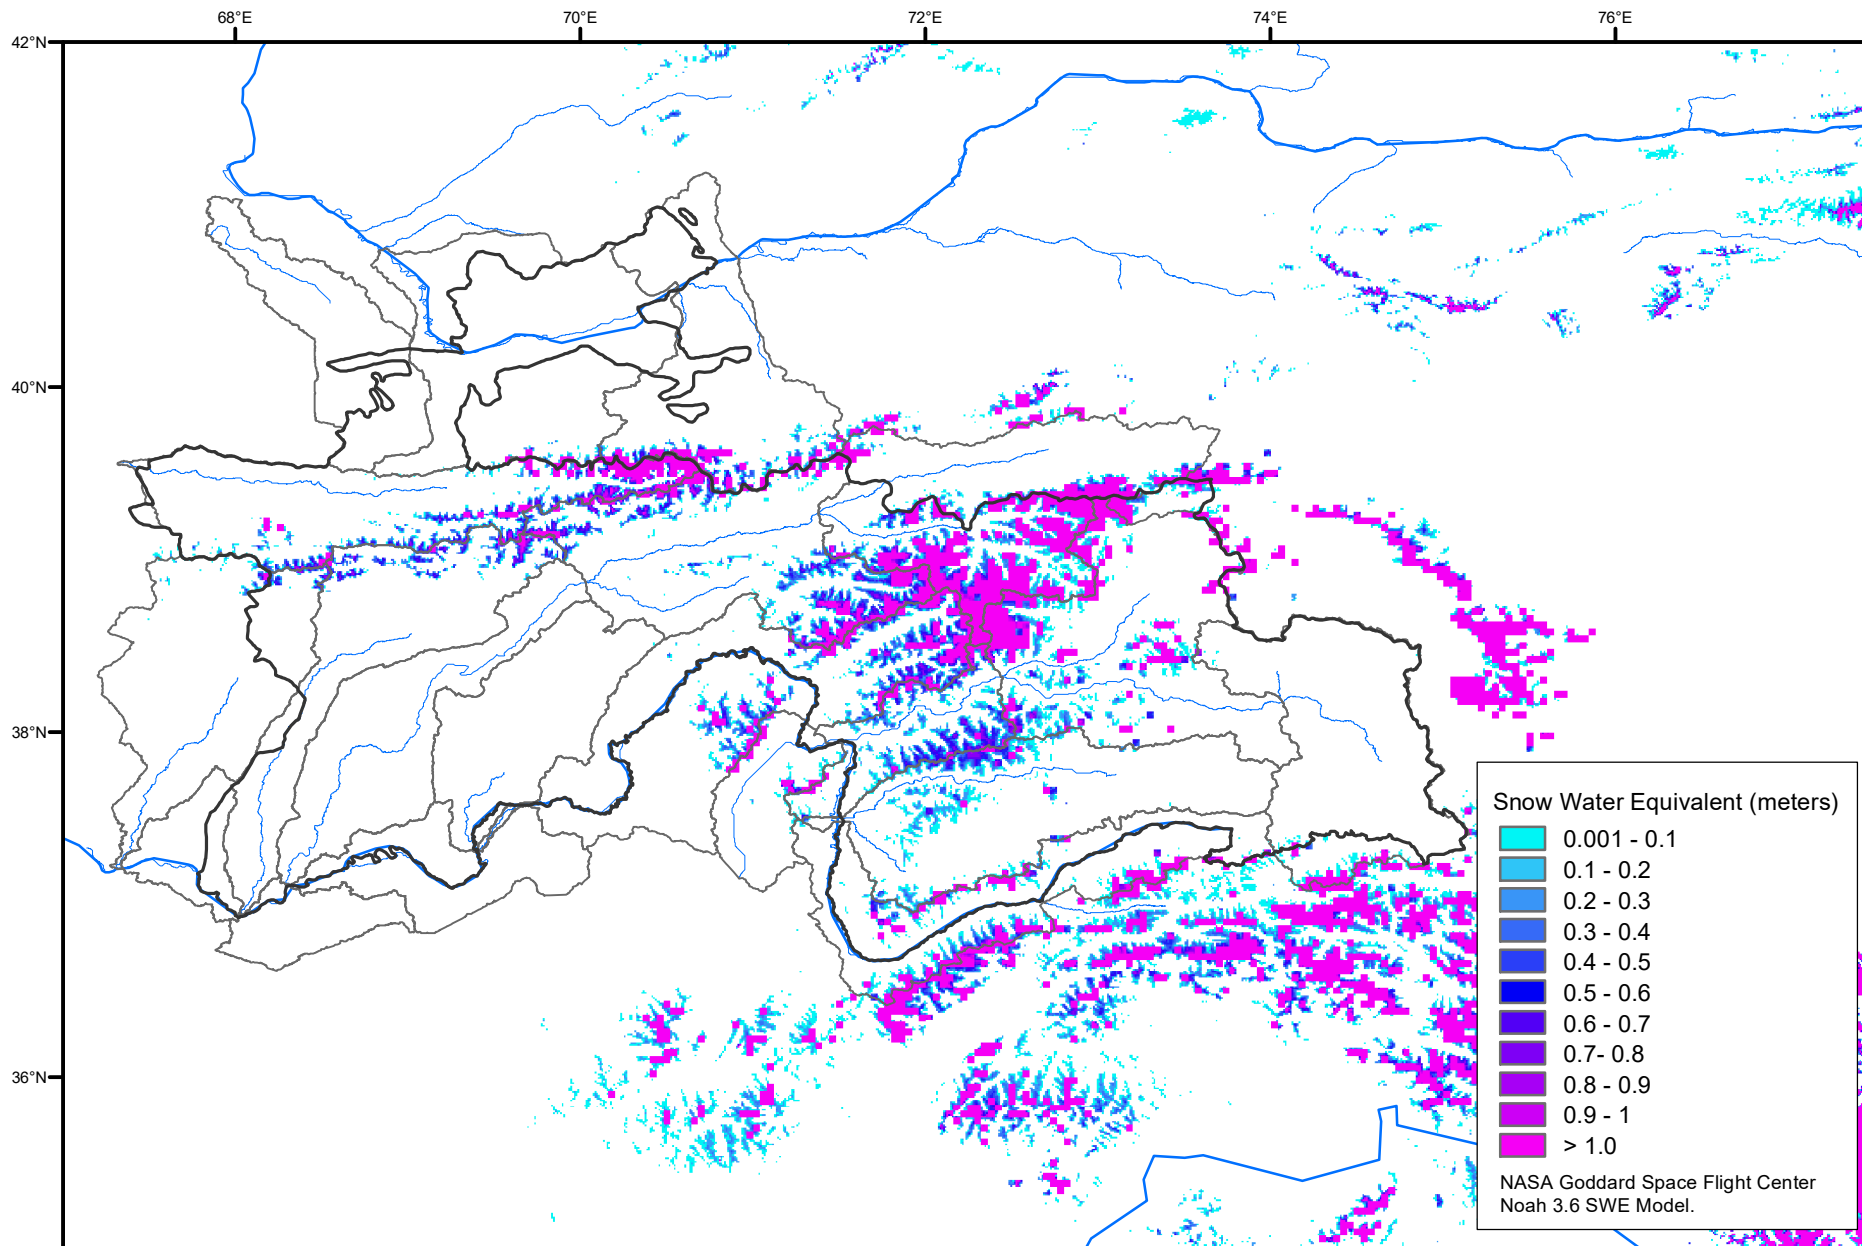 68°E 70°E 72°E 74°E 76°E
42°N
40°N
38°N
36°N
Snow Water Equivalent (meters)
0.001 - 0.1
0.1 - 0.2
0.2 - 0.3
0.3 - 0.4
0.4 - 0.5
0.5 - 0.6
0.6 - 0.7
0.7- 0.8
0.8 - 0.9
0.9 - 1
> 1.0
NASA Goddard Space Flight Center
Noah 3.6 SWE Model.